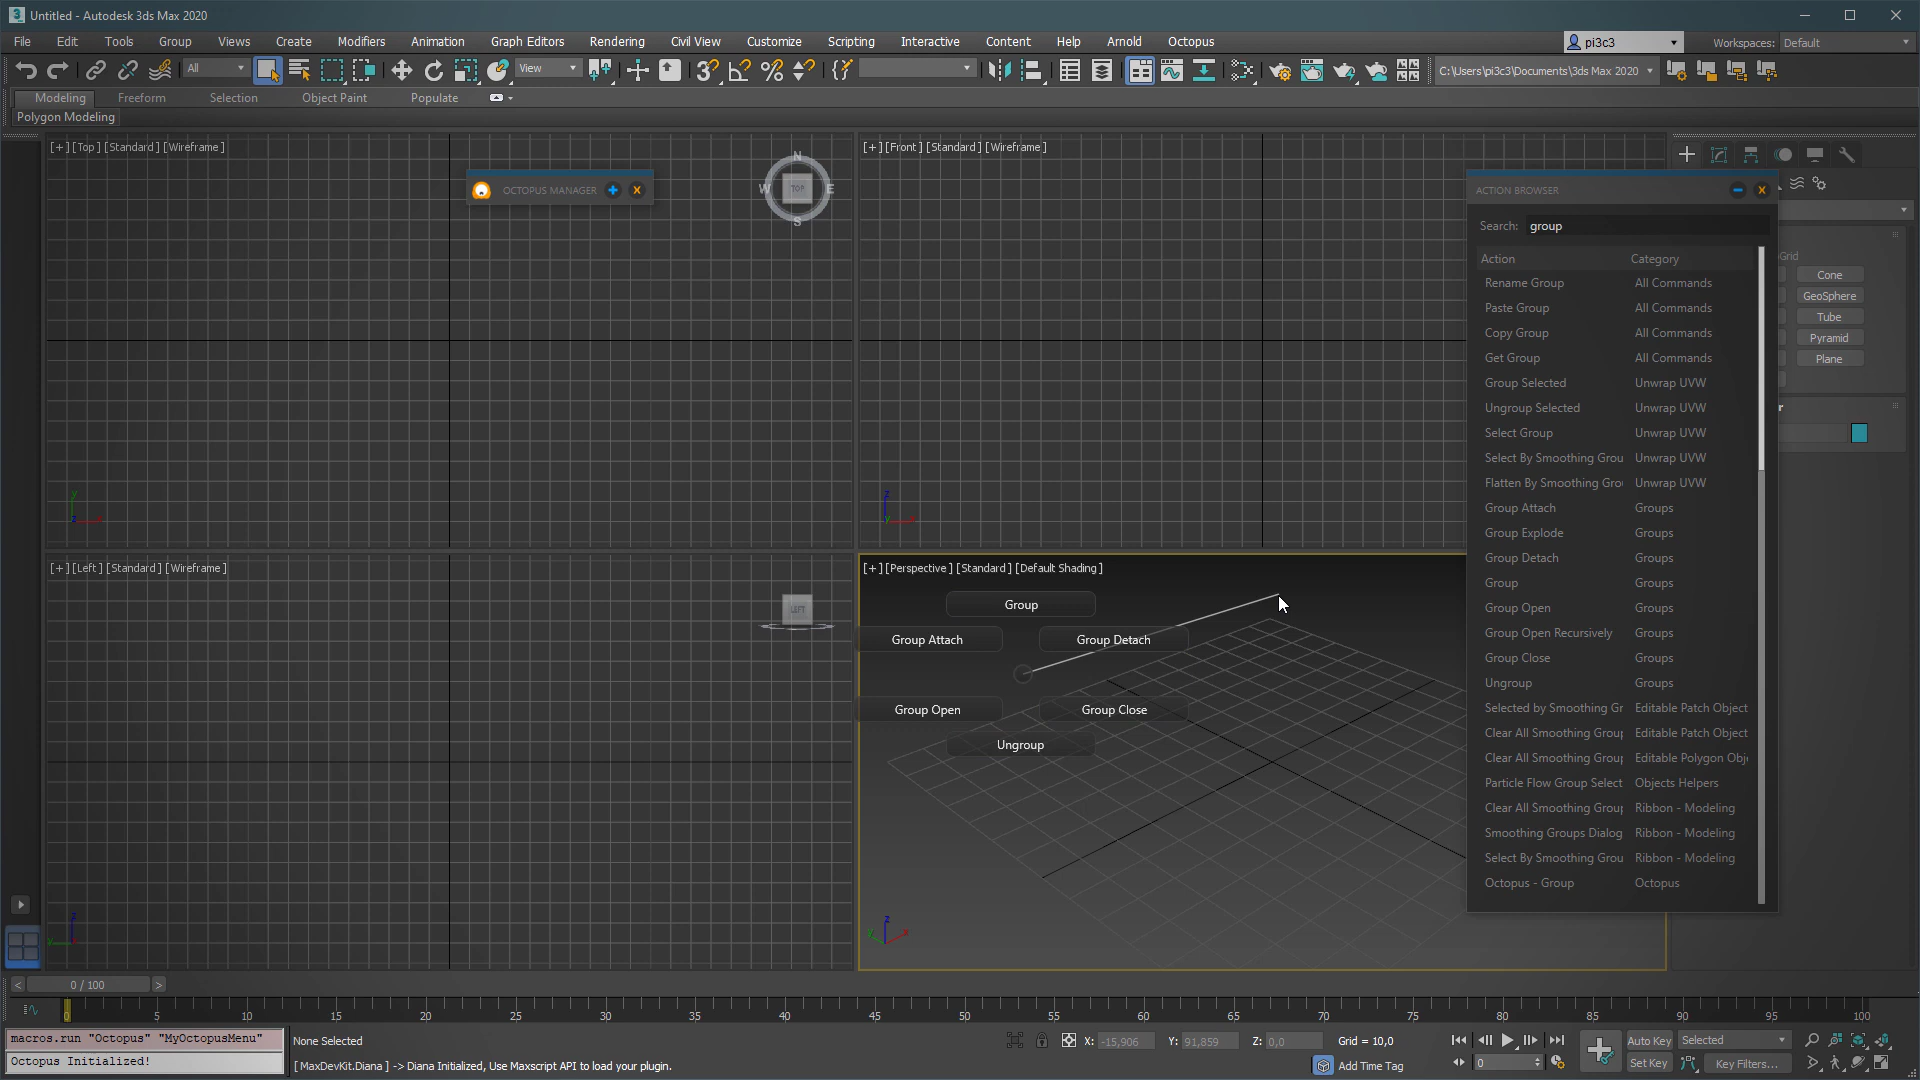 Untitled - Autodesk 3ds Max 2020
File Edit Tools Group Views Create Modifiers Animation Graph Editors Rendering Civil View Customize Scripting Interactive Content Help Arnold Octopus
pi3c3
Workspaces: Default
All
View
C:\Users\pi3c3\Documents\3ds Max 2020
Modeling Freeform Selection Object Paint Populate
Polygon Modeling
[+] [Top] [Standard] [Wireframe]
OCTOPUS MANAGER
N
W TOP E
S
[+] [Front] [Standard] [Wireframe]
ACTION BROWSER
Search: group
Action Category
Rename Group All Commands
Paste Group All Commands
Copy Group All Commands
Get Group All Commands
Group Selected Unwrap UVW
Ungroup Selected Unwrap UVW
Select Group Unwrap UVW
Select By Smoothing Grou Unwrap UVW
Flatten By Smoothing Gro Unwrap UVW
Group Attach Groups
Group Explode Groups
Group Detach Groups
Group Groups
Group Open Groups
Group Open Recursively Groups
Group Close Groups
Ungroup Groups
Selected by Smoothing Gr Editable Patch Object
Clear All Smoothing Grou Editable Patch Object
Clear All Smoothing Grou Editable Polygon Obj
Particle Flow Group Select Objects Helpers
Clear All Smoothing Grou Ribbon - Modeling
Smoothing Groups Dialog Ribbon - Modeling
Select By Smoothing Grou Ribbon - Modeling
Octopus - Group Octopus
Grid
Cone
GeoSphere
Tube
Pyramid
Plane
r
y
z
x
z
y
x
[+] [Left] [Standard] [Wireframe]
LEFT
z
y
[+] [Perspective] [Standard] [Default Shading]
Group
Group Attach Group Detach
Group Open Group Close
Ungroup
z
y
x
< 0 / 100 >
0 5 10 15 20 25 30 35 40 45 50 55 60 65 70 75 80 85 90 95 100
macros.run "Octopus" "MyOctopusMenu"
Octopus Initialized!
None Selected
[MaxDevKit.Diana] -> Diana Initialized, Use Maxscript API to load your plugin.
X: -15,906 Y: 91,859 Z: 0,0 Grid = 10,0
Add Time Tag
0
Auto Key Selected
Set Key Key Filters...